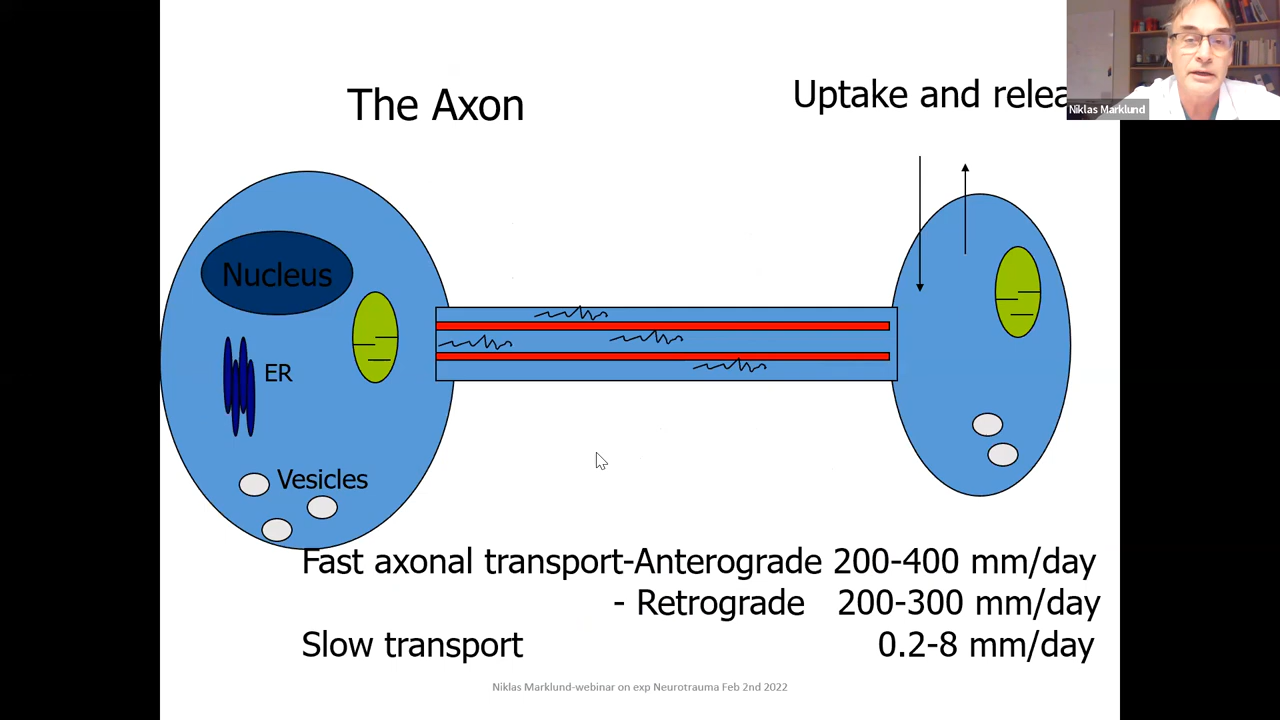 The Axon
Uptake and relea
Niklas Marklund
Nucleus
ER
Vesicles
Fast axonal transport-Anterograde 200-400 mm/day
- Retrograde 200-300 mm/day
Slow transport 0.2-8 mm/day
Niklas Marklund-webinar on exp Neurotrauma Feb 2nd 2022